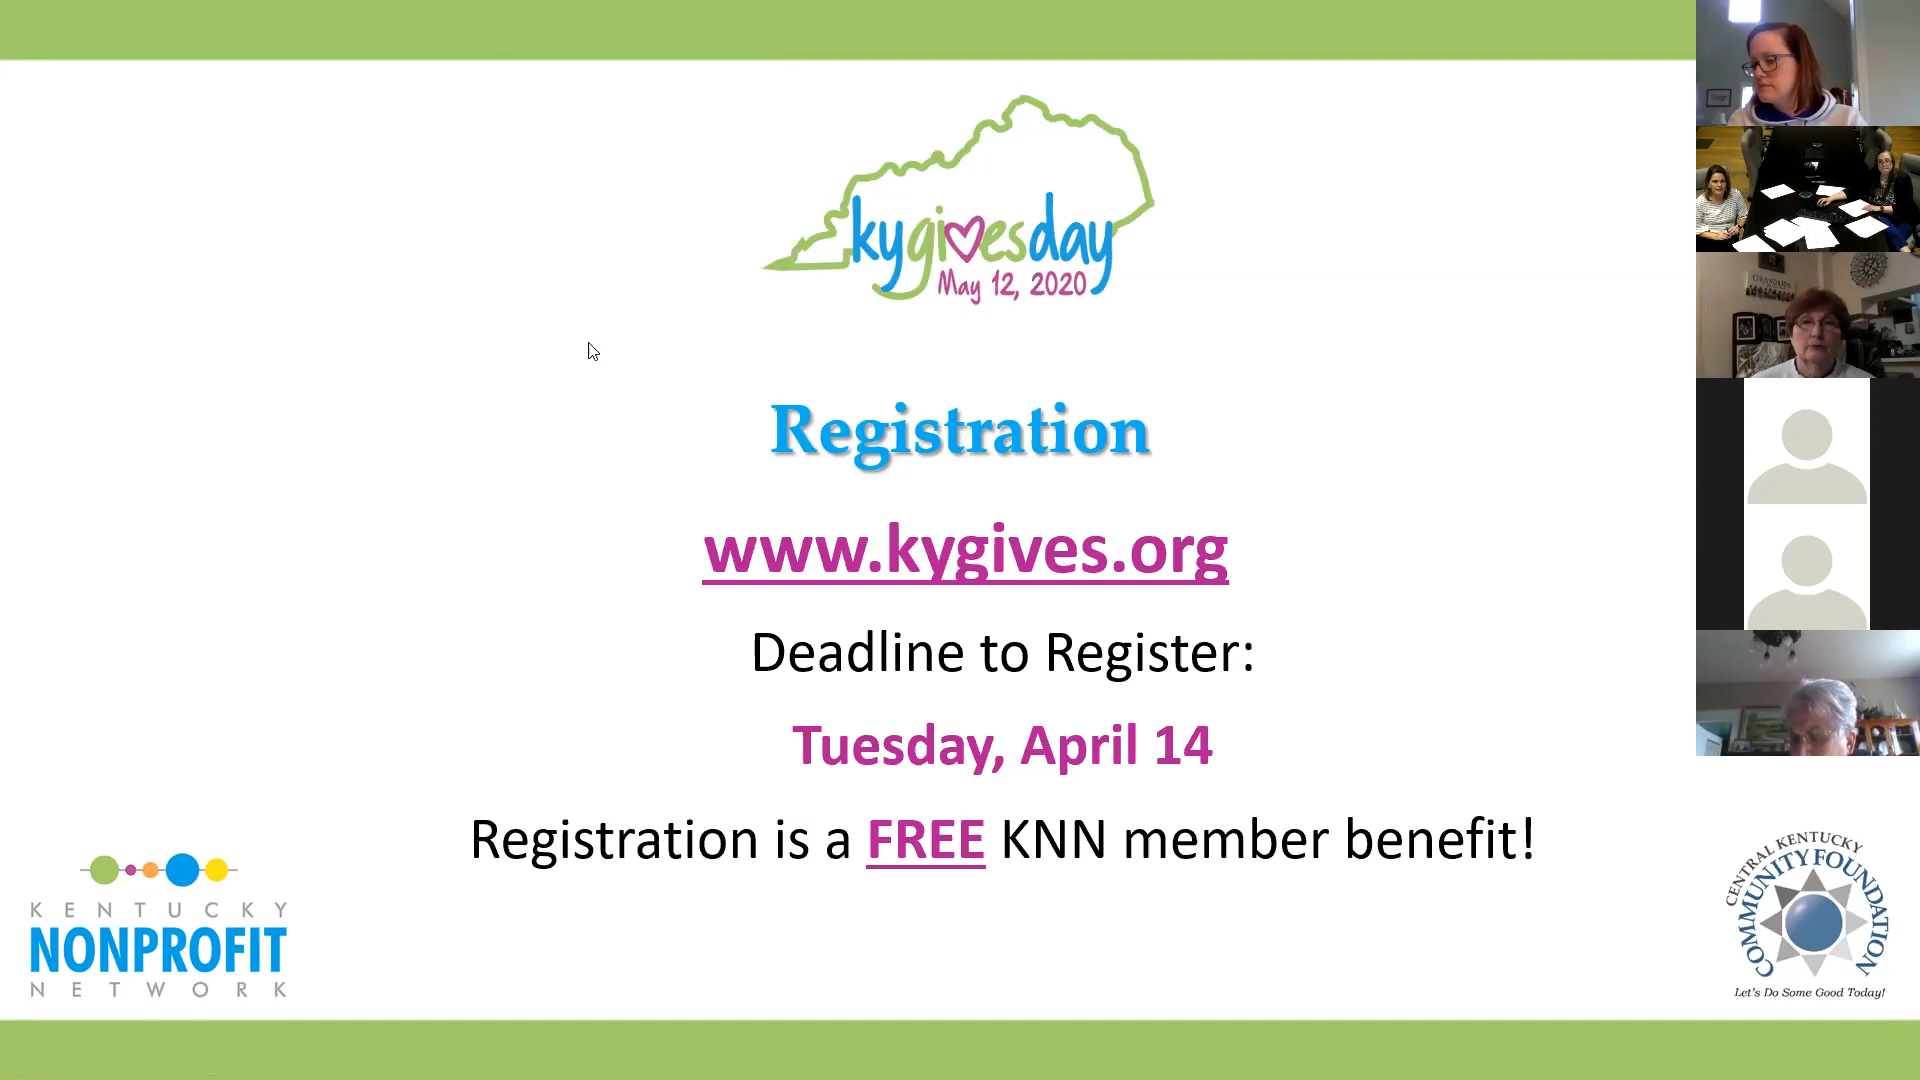 kygivesday
May 12, 2020
Registration
www.kygives.org
Deadline to Register:
Tuesday, April 14
Registration is a FREE KNN member benefit!
KENTUCKY
NONPROFIT
NETWORK
CENTRAL KENTUCKY
COMMUNITY FOUNDATION
Let's Do Some Good Today!